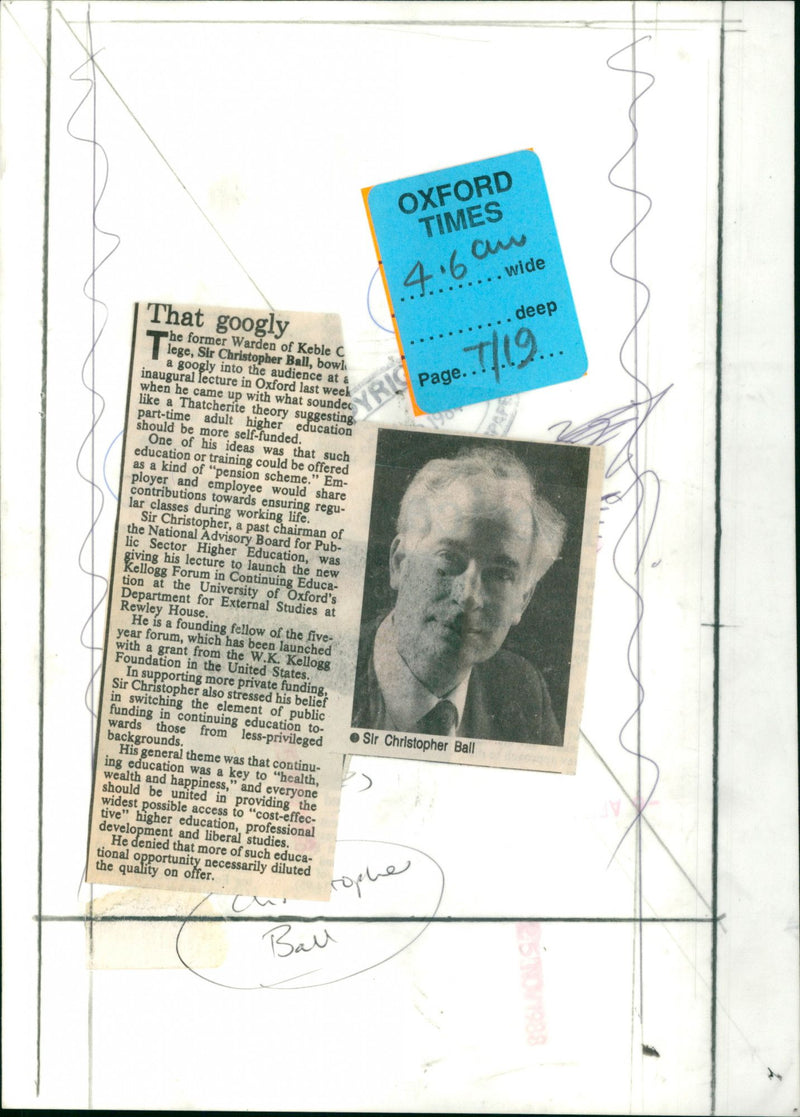 OXFORD
TIMES
4.6 cm wide
deep
Page T/19
That googly
The former Warden of Keble
lege, Sir Christopher Ball,
a googly into the audience at
inaugural lecture in Oxford last week
when he came up with what sounded
like a Thatcherite theory suggesting
part-time adult higher education
should be more self-funded.
One of his ideas was that such
education or training could be offered
as a kind of “pension scheme.” Em-
ployer and employee would share
contributions towards ensuring regu-
lar classes during working life.
Sir Christopher, a past chairman of
the National Advisory Board for Pub-
lic Sector Higher Education, was
giving his lecture to launch the new
Kellogg Forum in Continuing Educa-
tion at the University of Oxford's
Department for External Studies at
Rewley House.
He is a founding fellow of the five-
year forum, which has been launched
with a grant from the W.K. Kellogg
Foundation in the United States.
In supporting more private funding,
Sir Christopher also stressed his belief
in switching the element of public
funding in continuing education to-
wards those from less-privileged
backgrounds.
His general theme was that continu-
ing education was a key to “health,
wealth and happiness,” and everyone
should be united in providing the
widest possible access to “cost-effec-
tive” higher education, professional
development and liberal studies.
He denied that more of such educa-
tional opportunity necessarily diluted
the quality on offer.
Sir Christopher Ball
Ball
25 NOV 1988